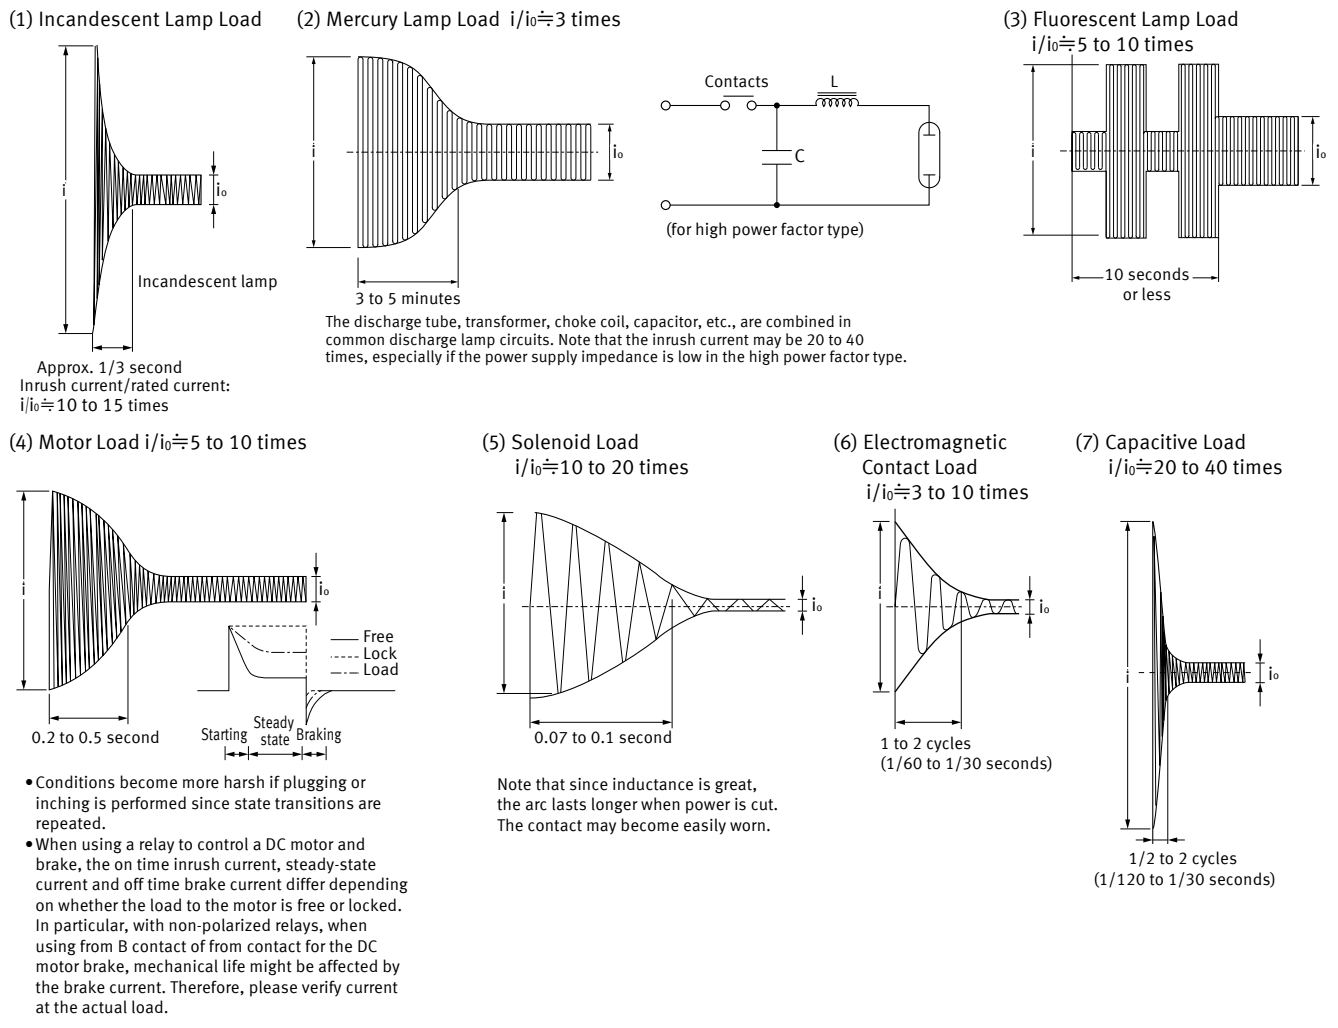 (1) Incandescent Lamp Load
i
i₀
Incandescent lamp
Approx. 1/3 second
Inrush current/rated current:
i/i₀≒10 to 15 times
(2) Mercury Lamp Load i/i₀≒3 times
i
i₀
3 to 5 minutes
Contacts
L
C
(for high power factor type)
The discharge tube, transformer, choke coil, capacitor, etc., are combined in
common discharge lamp circuits. Note that the inrush current may be 20 to 40
times, especially if the power supply impedance is low in the high power factor type.
(3) Fluorescent Lamp Load
i/i₀≒5 to 10 times
i
i₀
10 seconds
or less
(4) Motor Load i/i₀≒5 to 10 times
i
i₀
Free
Lock
Load
Starting
Steady
state
Braking
0.2 to 0.5 second
• Conditions become more harsh if plugging or
inching is performed since state transitions are
repeated.
• When using a relay to control a DC motor and
brake, the on time inrush current, steady-state
current and off time brake current differ depending
on whether the load to the motor is free or locked.
In particular, with non-polarized relays, when
using from B contact of from contact for the DC
motor brake, mechanical life might be affected by
the brake current. Therefore, please verify current
at the actual load.
(5) Solenoid Load
i/i₀≒10 to 20 times
i
i₀
0.07 to 0.1 second
Note that since inductance is great,
the arc lasts longer when power is cut.
The contact may become easily worn.
(6) Electromagnetic
Contact Load
i/i₀≒3 to 10 times
i
i₀
1 to 2 cycles
(1/60 to 1/30 seconds)
(7) Capacitive Load
i/i₀≒20 to 40 times
i
i₀
1/2 to 2 cycles
(1/120 to 1/30 seconds)